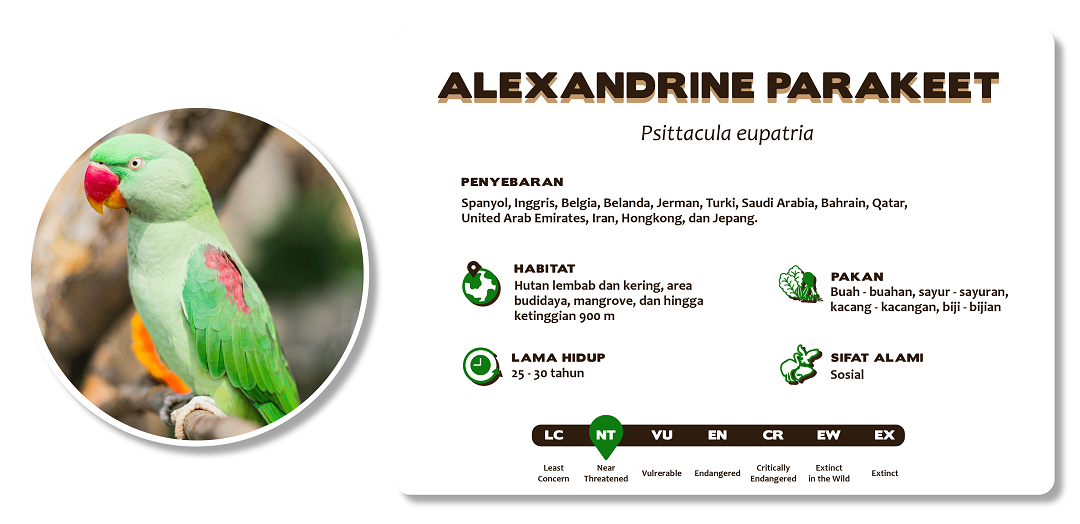 ALEXANDRINE PARAKEET
Psittacula eupatria
PENYEBARAN
Spanyol, Inggris, Belgia, Belanda, Jerman, Turki, Saudi Arabia, Bahrain, Qatar,
United Arab Emirates, Iran, Hongkong, dan Jepang.
HABITAT
Hutan lembab dan kering, area
budidaya, mangrove, dan hingga
ketinggian 900 m
PAKAN
Buah - buahan, sayur - sayuran,
kacang - kacangan, biji - bijian
LAMA HIDUP
25 - 30 tahun
SIFAT ALAMI
Sosial
LC NT VU EN CR EW EX
Least Near Vulrerable Endangered Critically Extinct Extinct
Concern Threatened Endangered in the Wild